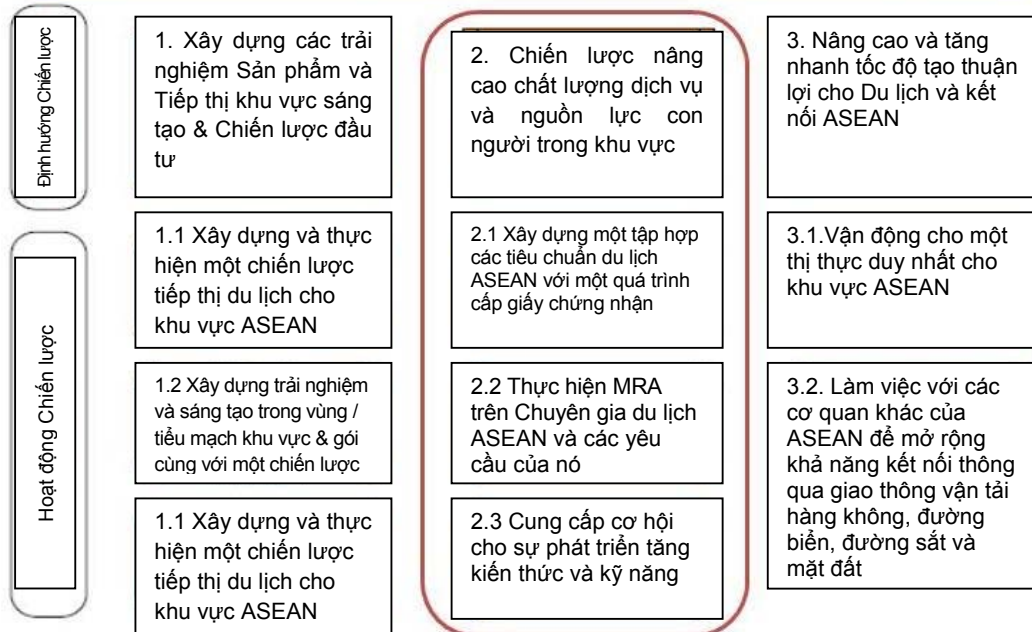 Định hướng Chiến lược
1. Xây dựng các trải
nghiệm Sản phẩm và
Tiếp thị khu vực sáng
tạo & Chiến lược đầu
tư
2. Chiến lược nâng
cao chất lượng dịch vụ
và nguồn lực con
người trong khu vực
3. Nâng cao và tăng
nhanh tốc độ tạo thuận
lợi cho Du lịch và kết
nối ASEAN
Hoạt động Chiến lược
1.1 Xây dựng và thực
hiện một chiến lược
tiếp thị du lịch cho
khu vực ASEAN
2.1 Xây dựng một tập hợp
các tiêu chuẩn du lịch
ASEAN với một quá trình
cấp giấy chứng nhận
3.1.Vận động cho một
thị thực duy nhất cho
khu vực ASEAN
1.2 Xây dựng trải nghiệm
và sáng tạo trong vùng /
tiểu mạch khu vực & gói
cùng với một chiến lược
2.2 Thực hiện MRA
trên Chuyên gia du lịch
ASEAN và các yêu
cầu của nó
3.2. Làm việc với các
cơ quan khác của
ASEAN để mở rộng
khả năng kết nối thông
qua giao thông vận tải
hàng không, đường
biển, đường sắt và
mặt đất
1.1 Xây dựng và thực
hiện một chiến lược
tiếp thị du lịch cho
khu vực ASEAN
2.3 Cung cấp cơ hội
cho sự phát triển tăng
kiến thức và kỹ năng